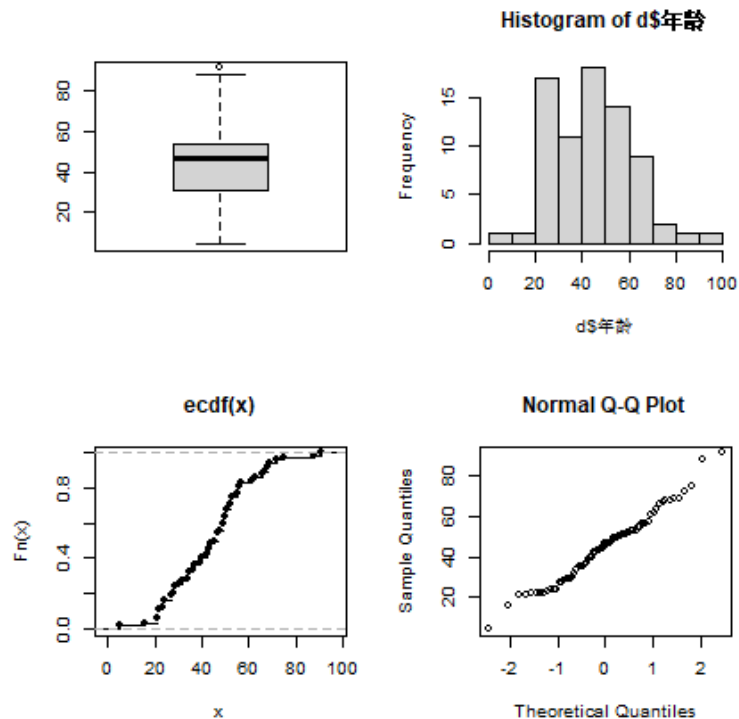 20 40 60 80
Histogram of d$年龄
Frequency
0 5 10 15
0 20 40 60 80 100
d$年龄
ecdf(x)
Fn(x)
0.0 0.4 0.8
0 20 40 60 80 100
x
Normal Q-Q Plot
Sample Quantiles
20 40 60 80
-2 -1 0 1 2
Theoretical Quantiles